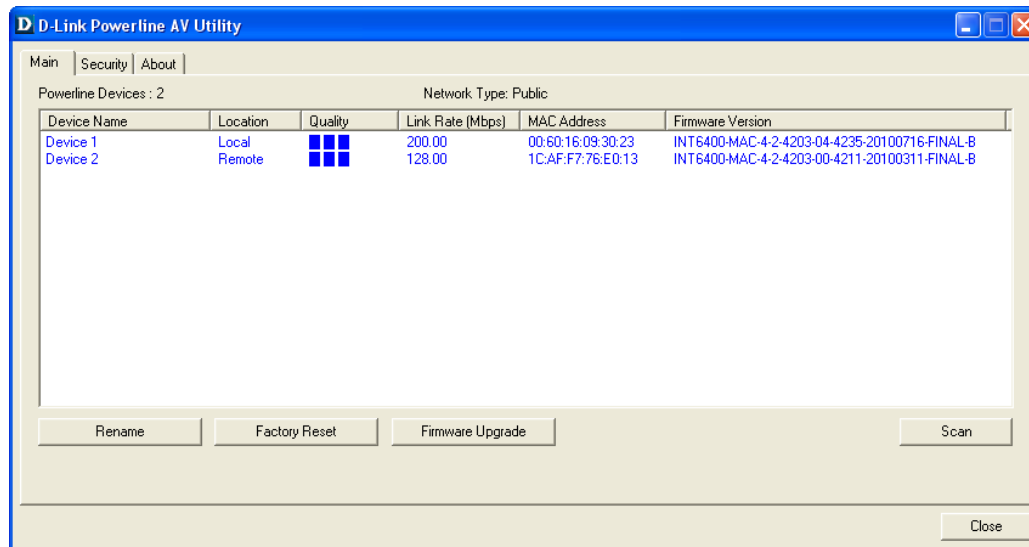 D D-Link Powerline AV Utility
Main Security About
Powerline Devices : 2 Network Type: Public
Device Name Location Quality Link Rate (Mbps) MAC Address Firmware Version
Device 1 Local 200.00 00:60:16:09:30:23 INT6400-MAC-4-2-4203-04-4235-20100716-FINAL-B
Device 2 Remote 128.00 1C:AF:F7:76:E0:13 INT6400-MAC-4-2-4203-00-4211-20100311-FINAL-B
Rename Factory Reset Firmware Upgrade Scan
Close